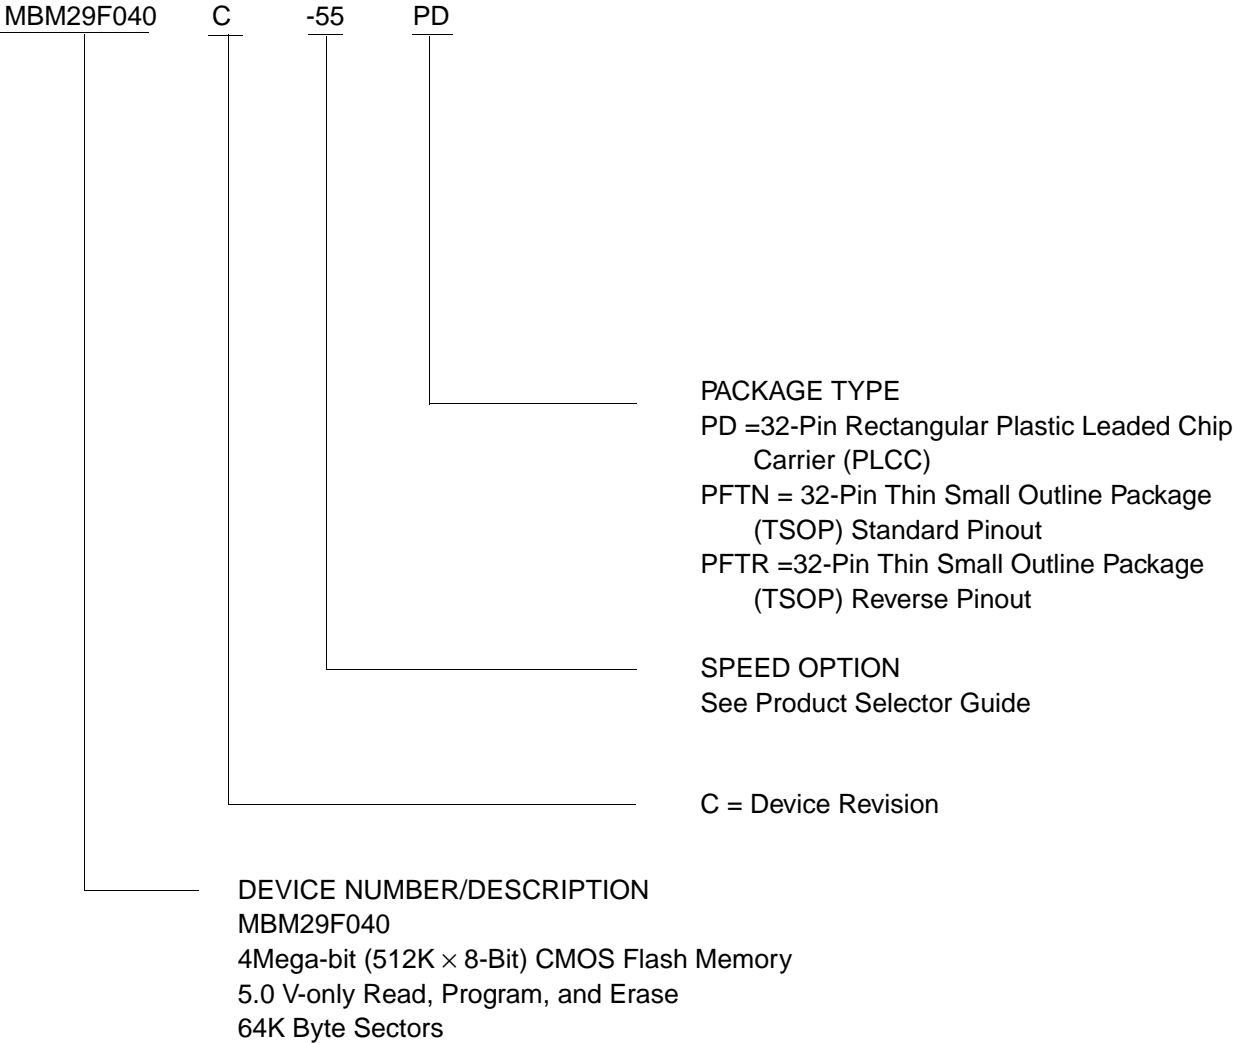 MBM29F040 C -55 PD
PACKAGE TYPE
PD =32-Pin Rectangular Plastic Leaded Chip
Carrier (PLCC)
PFTN = 32-Pin Thin Small Outline Package
(TSOP) Standard Pinout
PFTR =32-Pin Thin Small Outline Package
(TSOP) Reverse Pinout
SPEED OPTION
See Product Selector Guide
C = Device Revision
DEVICE NUMBER/DESCRIPTION
MBM29F040
4Mega-bit (512K × 8-Bit) CMOS Flash Memory
5.0 V-only Read, Program, and Erase
64K Byte Sectors